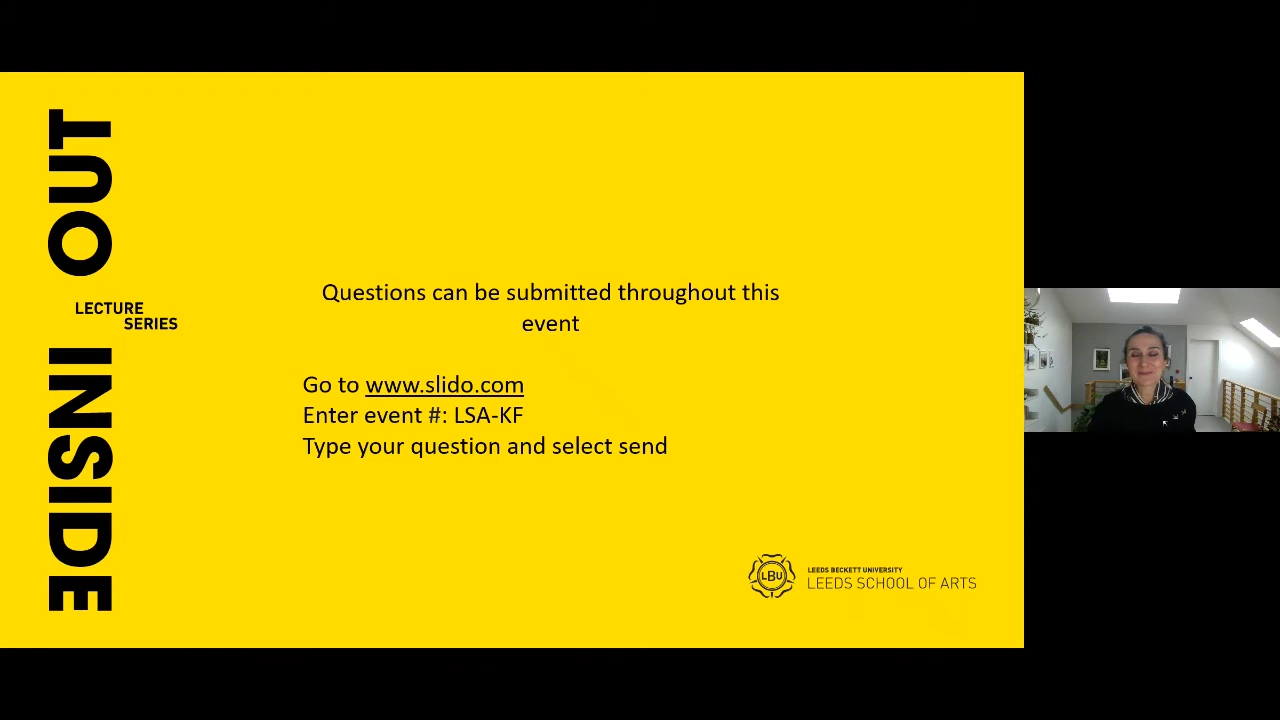 INSIDE OUT
LECTURE
SERIES
Questions can be submitted throughout this
event
Go to www.slido.com
Enter event #: LSA-KF
Type your question and select send
LBU
LEEDS BECKETT UNIVERSITY
LEEDS SCHOOL OF ARTS